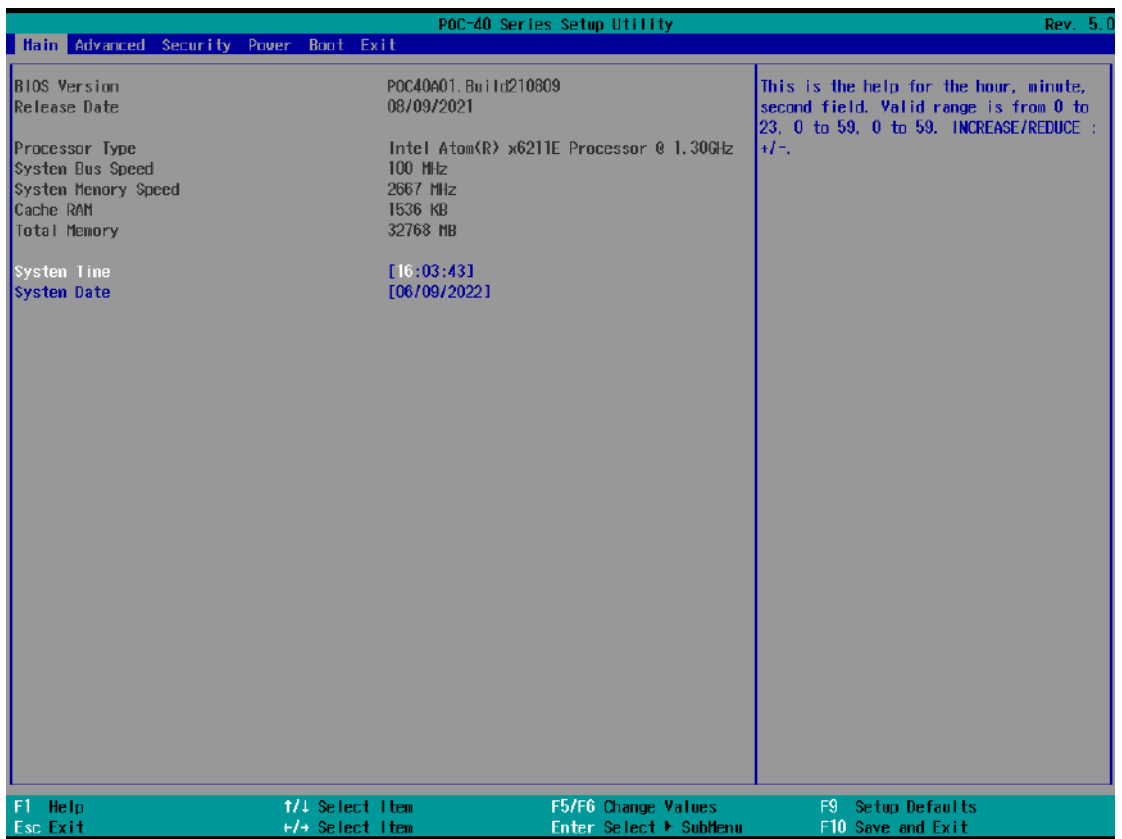 POC-40 Series Setup Utility Rev. 5.0
Main Advanced Security Power Boot Exit
BIOS Version POC40A01.Build210809
Release Date 08/09/2021
Processor Type Intel Atom(R) x6211E Processor @ 1.30GHz
System Bus Speed 100 MHz
System Memory Speed 2667 MHz
Cache RAM 1536 KB
Total Memory 32768 MB
System Time [16:03:43]
System Date [06/09/2022]
This is the help for the hour, minute,
second field. Valid range is from 0 to
23, 0 to 59, 0 to 59. INCREASE/REDUCE :
+/-.
F1 Help ↑/↓ Select Item F5/F6 Change Values F9 Setup Defaults
Esc Exit ←/→ Select Item Enter Select ▶ SubMenu F10 Save and Exit